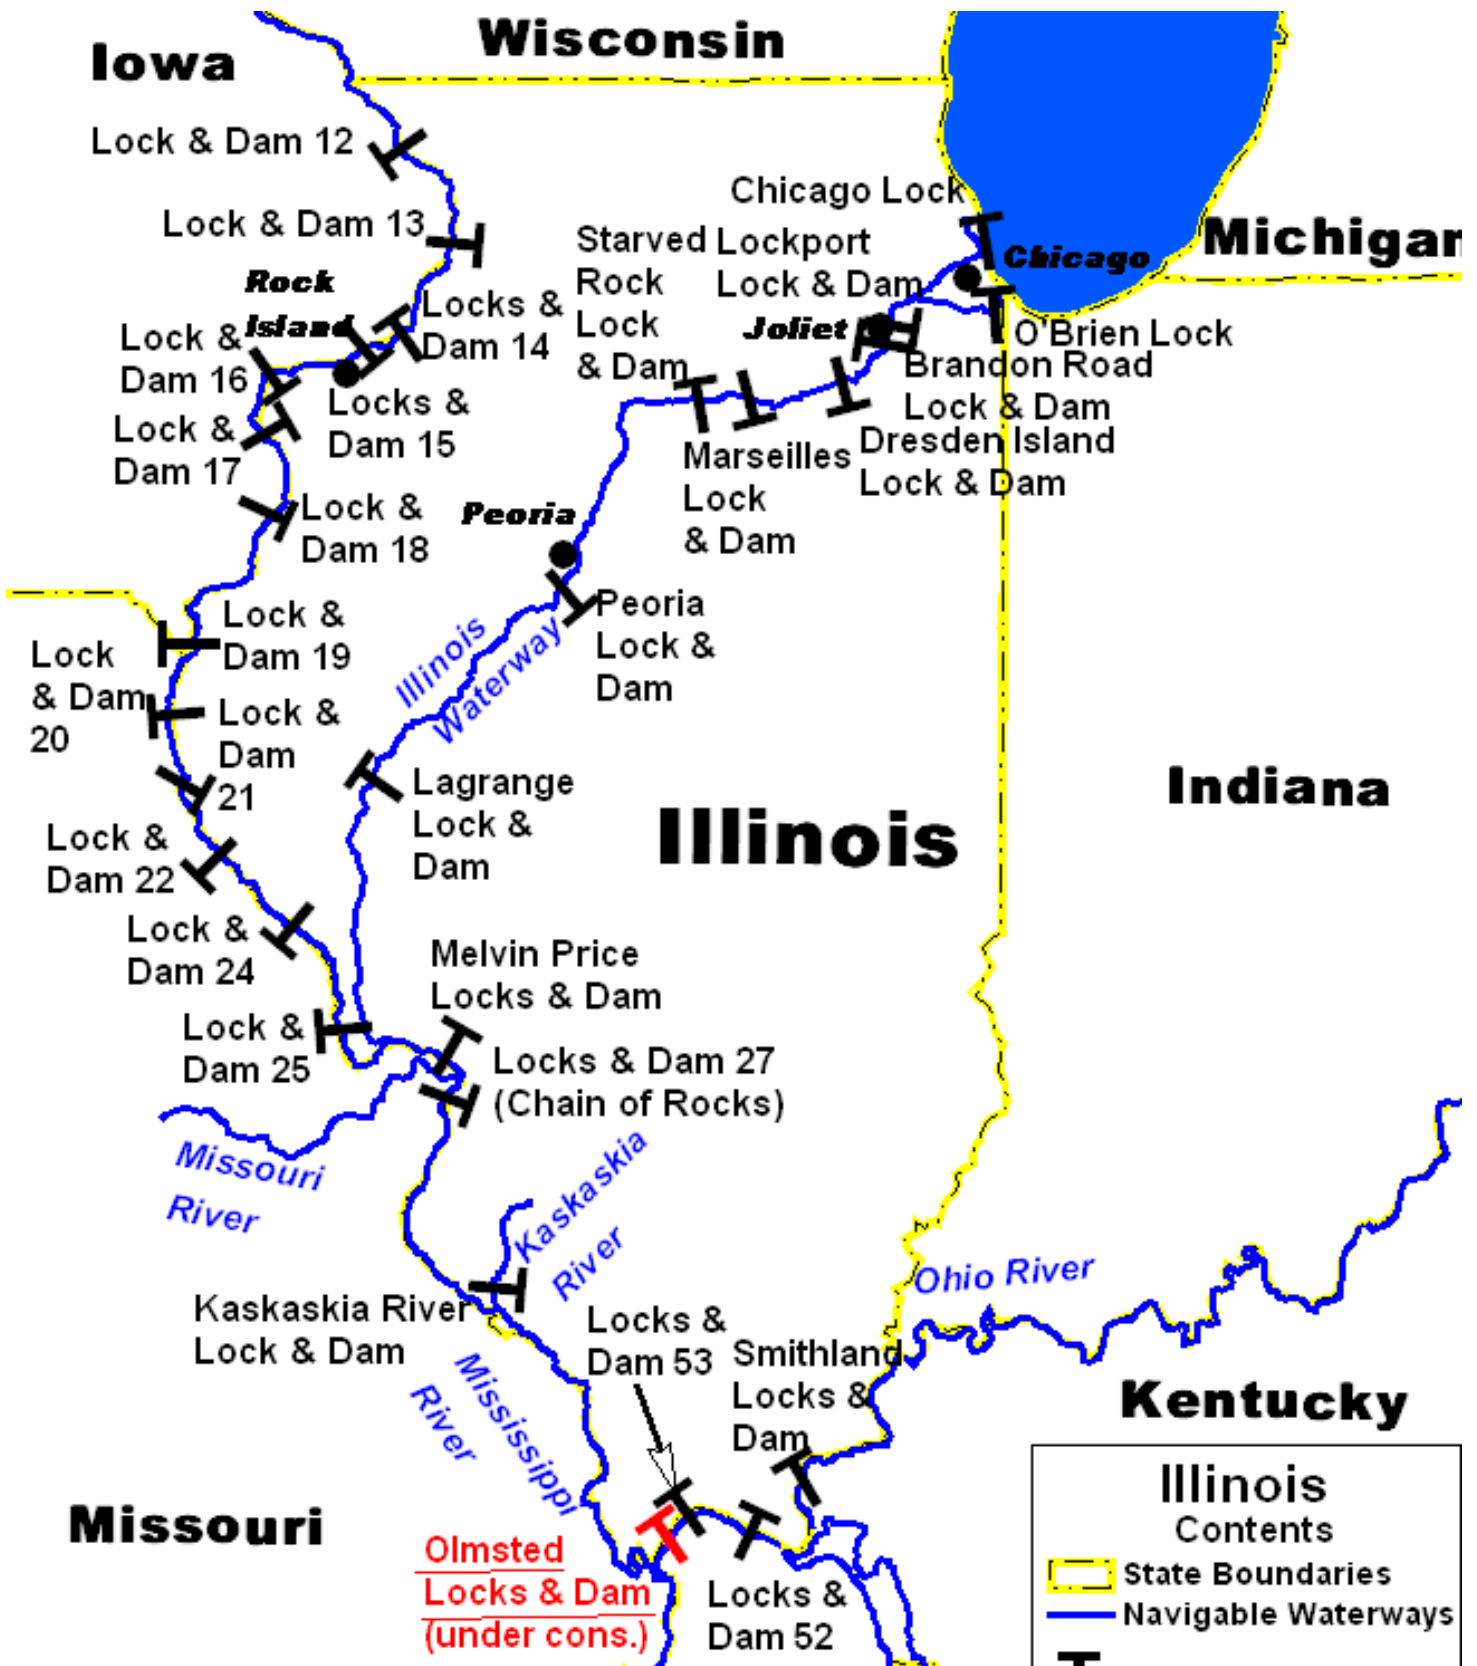 Wisconsin
Iowa
Lock & Dam 12
Chicago Lock
Lock & Dam 13
Michigan
Starved
Rock
Lock
& Dam
Lockport
Lock & Dam
Chicago
Rock
Island
Locks &
Dam 14
Joliet
O'Brien Lock
Lock &
Dam 16
Brandon Road
Lock & Dam
Locks &
Dam 15
Lock &
Dam 17
Dresden Island
Lock & Dam
Marseilles
Lock
& Dam
Lock &
Dam 18
Peoria
Peoria
Lock &
Dam
Lock &
Dam 19
Illinois
Waterway
Lock
& Dam
20
Lock &
Dam
21
Lagrange
Lock &
Dam
Indiana
Illinois
Lock &
Dam 22
Lock &
Dam 24
Melvin Price
Locks & Dam
Lock &
Dam 25
Locks & Dam 27
(Chain of Rocks)
Missouri
River
Kaskaskia
River
Ohio River
Kaskaskia River
Lock & Dam
Locks &
Dam 53
Smithland
Locks &
Dam
Mississippi
River
Kentucky
Missouri
Olmsted
Locks & Dam
(under cons.)
Locks &
Dam 52
Illinois
Contents
State Boundaries
Navigable Waterways